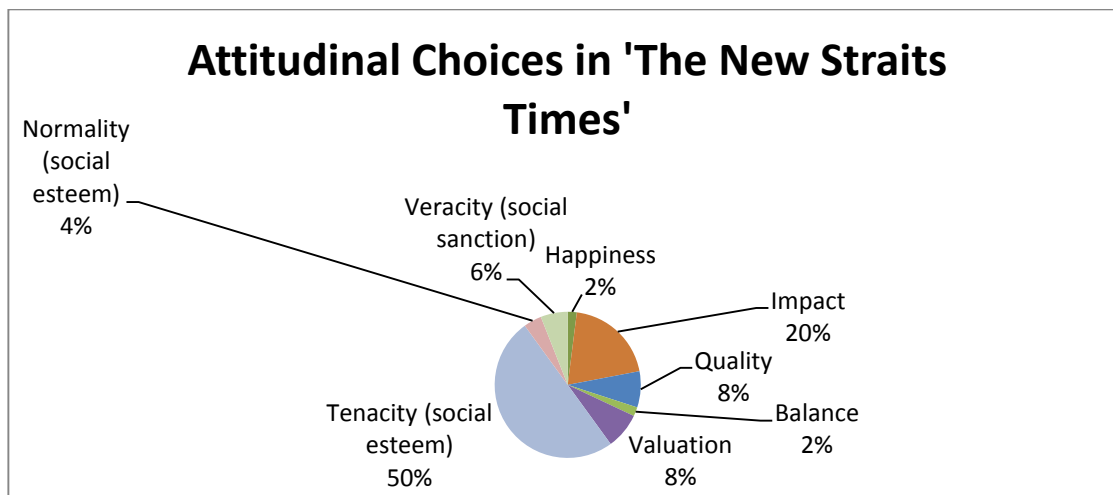 Attitudinal Choices in 'The New Straits
Times'
Normality
(social
esteem)
4%
Veracity (social
sanction)
6%
Happiness
2%
Impact
20%
Quality
8%
Balance
2%
Valuation
8%
Tenacity (social
esteem)
50%